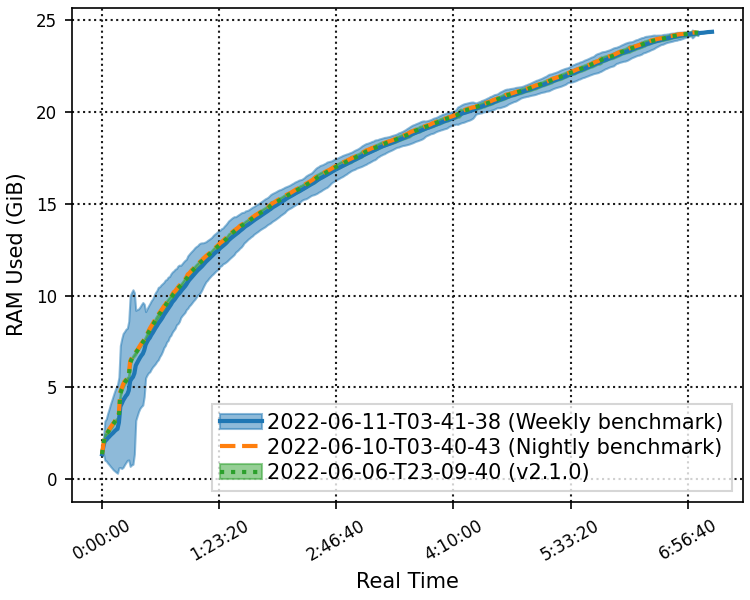 25
20
15
10
5
0
RAM Used (GiB)
2022-06-11-T03-41-38 (Weekly benchmark)
2022-06-10-T03-40-43 (Nightly benchmark)
2022-06-06-T23-09-40 (v2.1.0)
0:00:00
1:23:20
2:46:40
4:10:00
5:33:20
6:56:40
Real Time